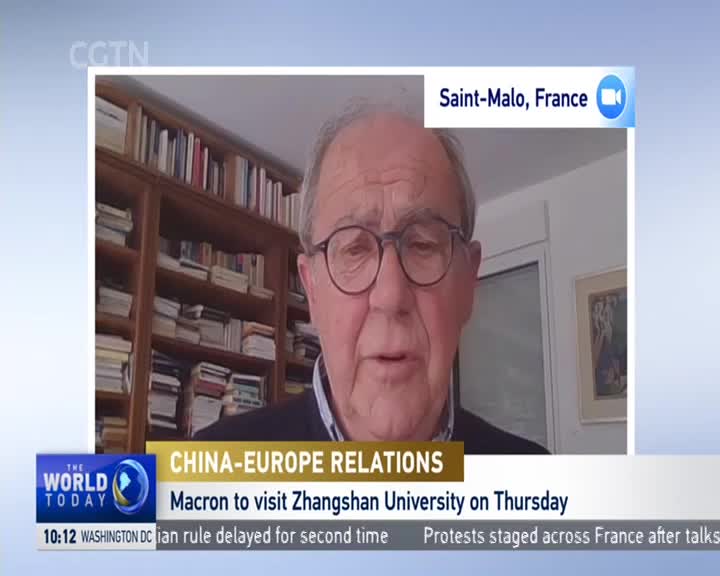 CGTN
Saint-Malo, France
CHINA-EUROPE RELATIONS
THE
WORLD
TODAY
Macron to visit Zhangshan University on Thursday
10:12 WASHINGTON DC
ian rule delayed for second time Protests staged across France after talks